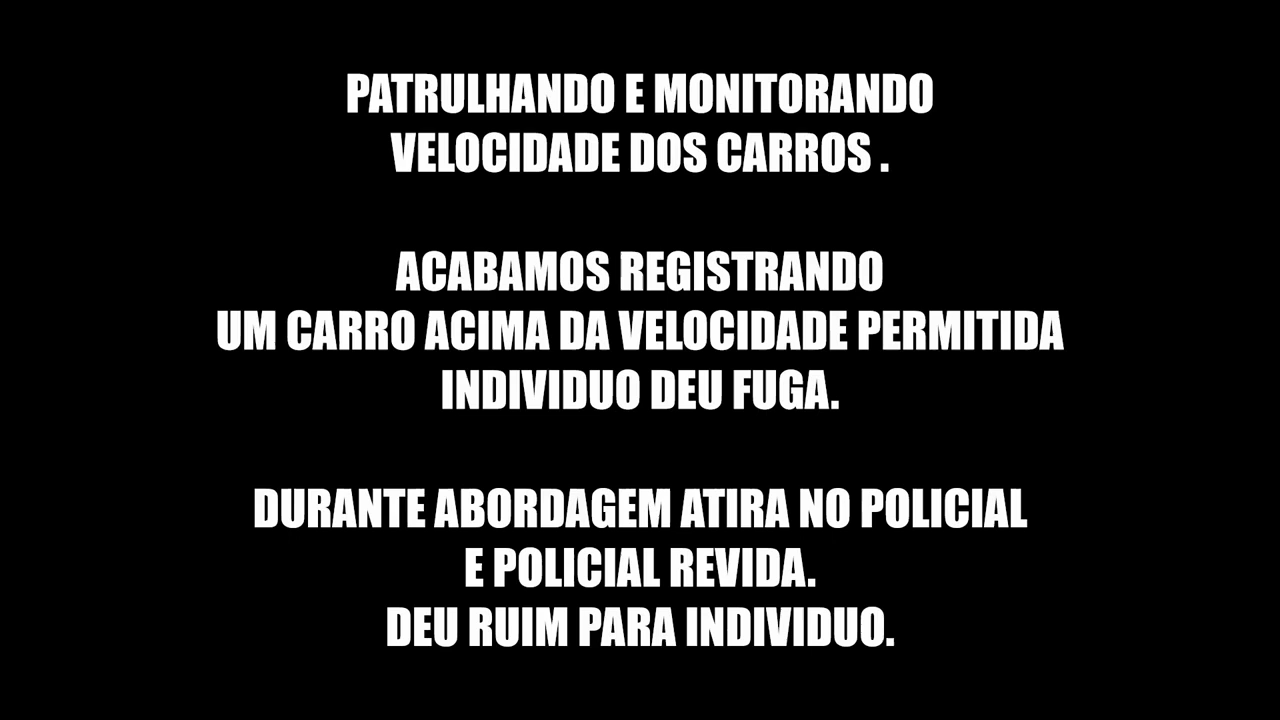 PATRULHANDO E MONITORANDO
VELOCIDADE DOS CARROS .
ACABAMOS REGISTRANDO
UM CARRO ACIMA DA VELOCIDADE PERMITIDA
INDIVIDUO DEU FUGA.
DURANTE ABORDAGEM ATIRA NO POLICIAL
E POLICIAL REVIDA.
DEU RUIM PARA INDIVIDUO.